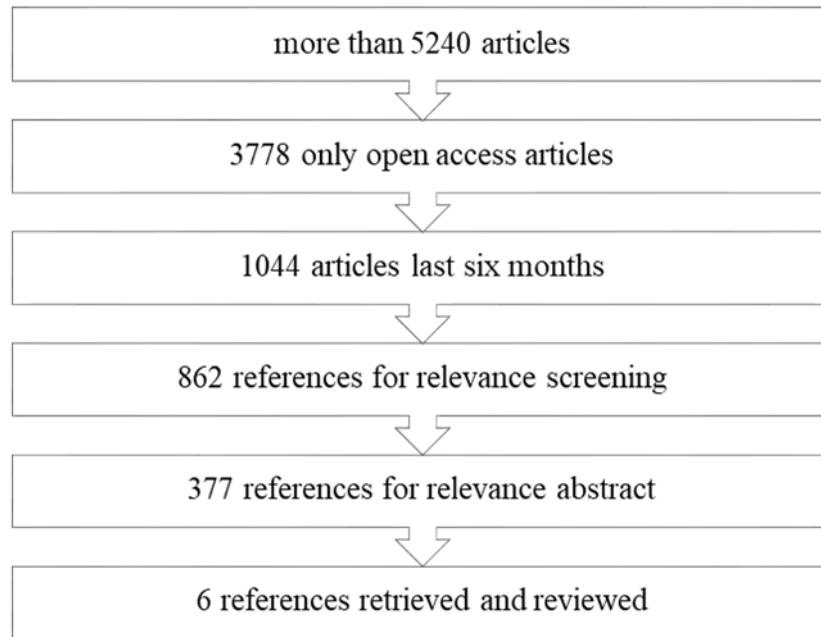 more than 5240 articles
3778 only open access articles
1044 articles last six months
862 references for relevance screening
377 references for relevance abstract
6 references retrieved and reviewed